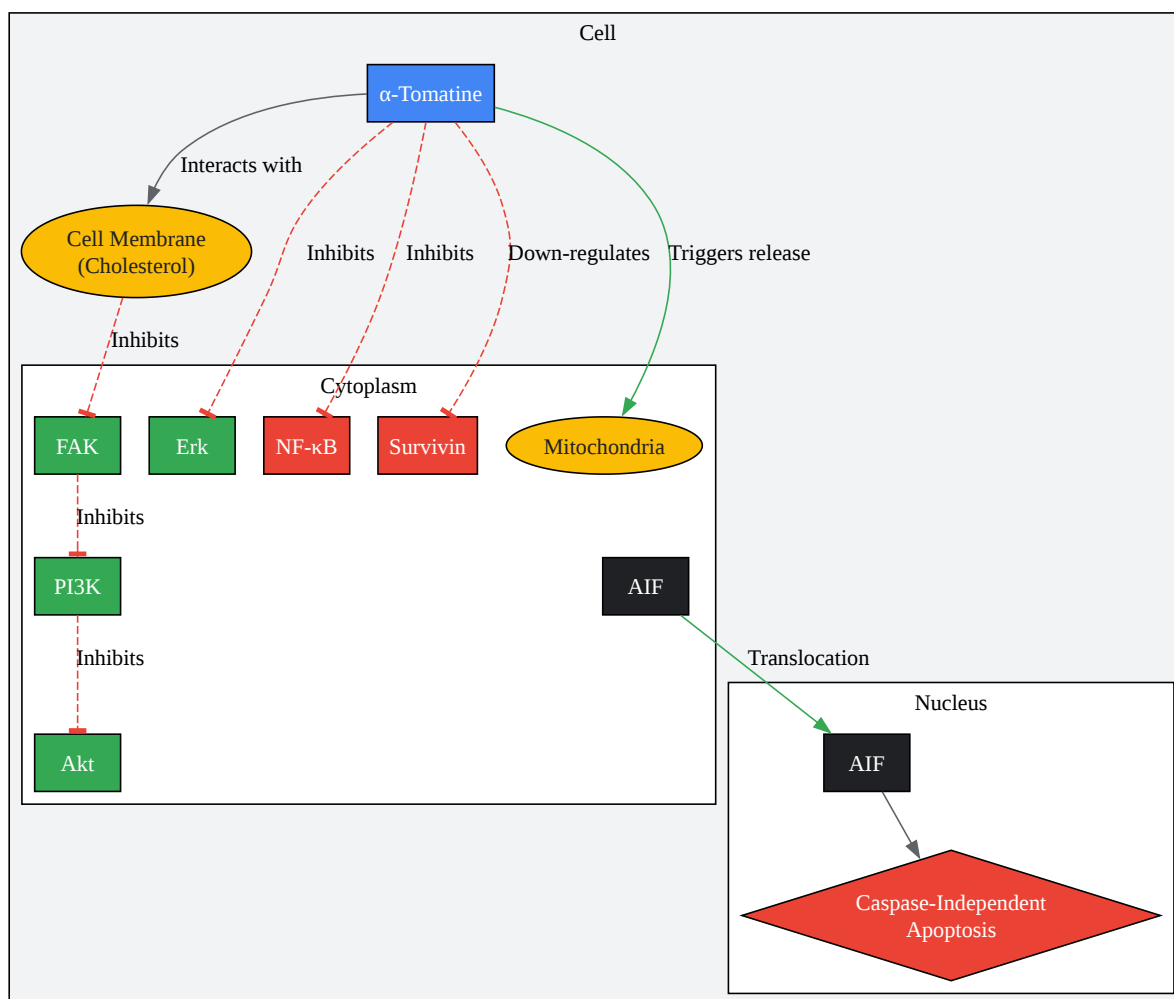 Cell
α-Tomatine
Interacts with
Cell Membrane
(Cholesterol)
Inhibits
Inhibits
Down-regulates
Triggers release
Inhibits
Cytoplasm
FAK
Erk
NF-κB
Survivin
Mitochondria
Inhibits
PI3K
AIF
Inhibits
Translocation
Nucleus
Akt
AIF
Caspase-Independent
Apoptosis